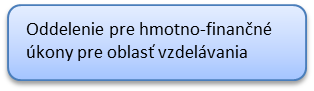 Oddelenie pre hmotno-finančné
úkony pre oblasť vzdelávania